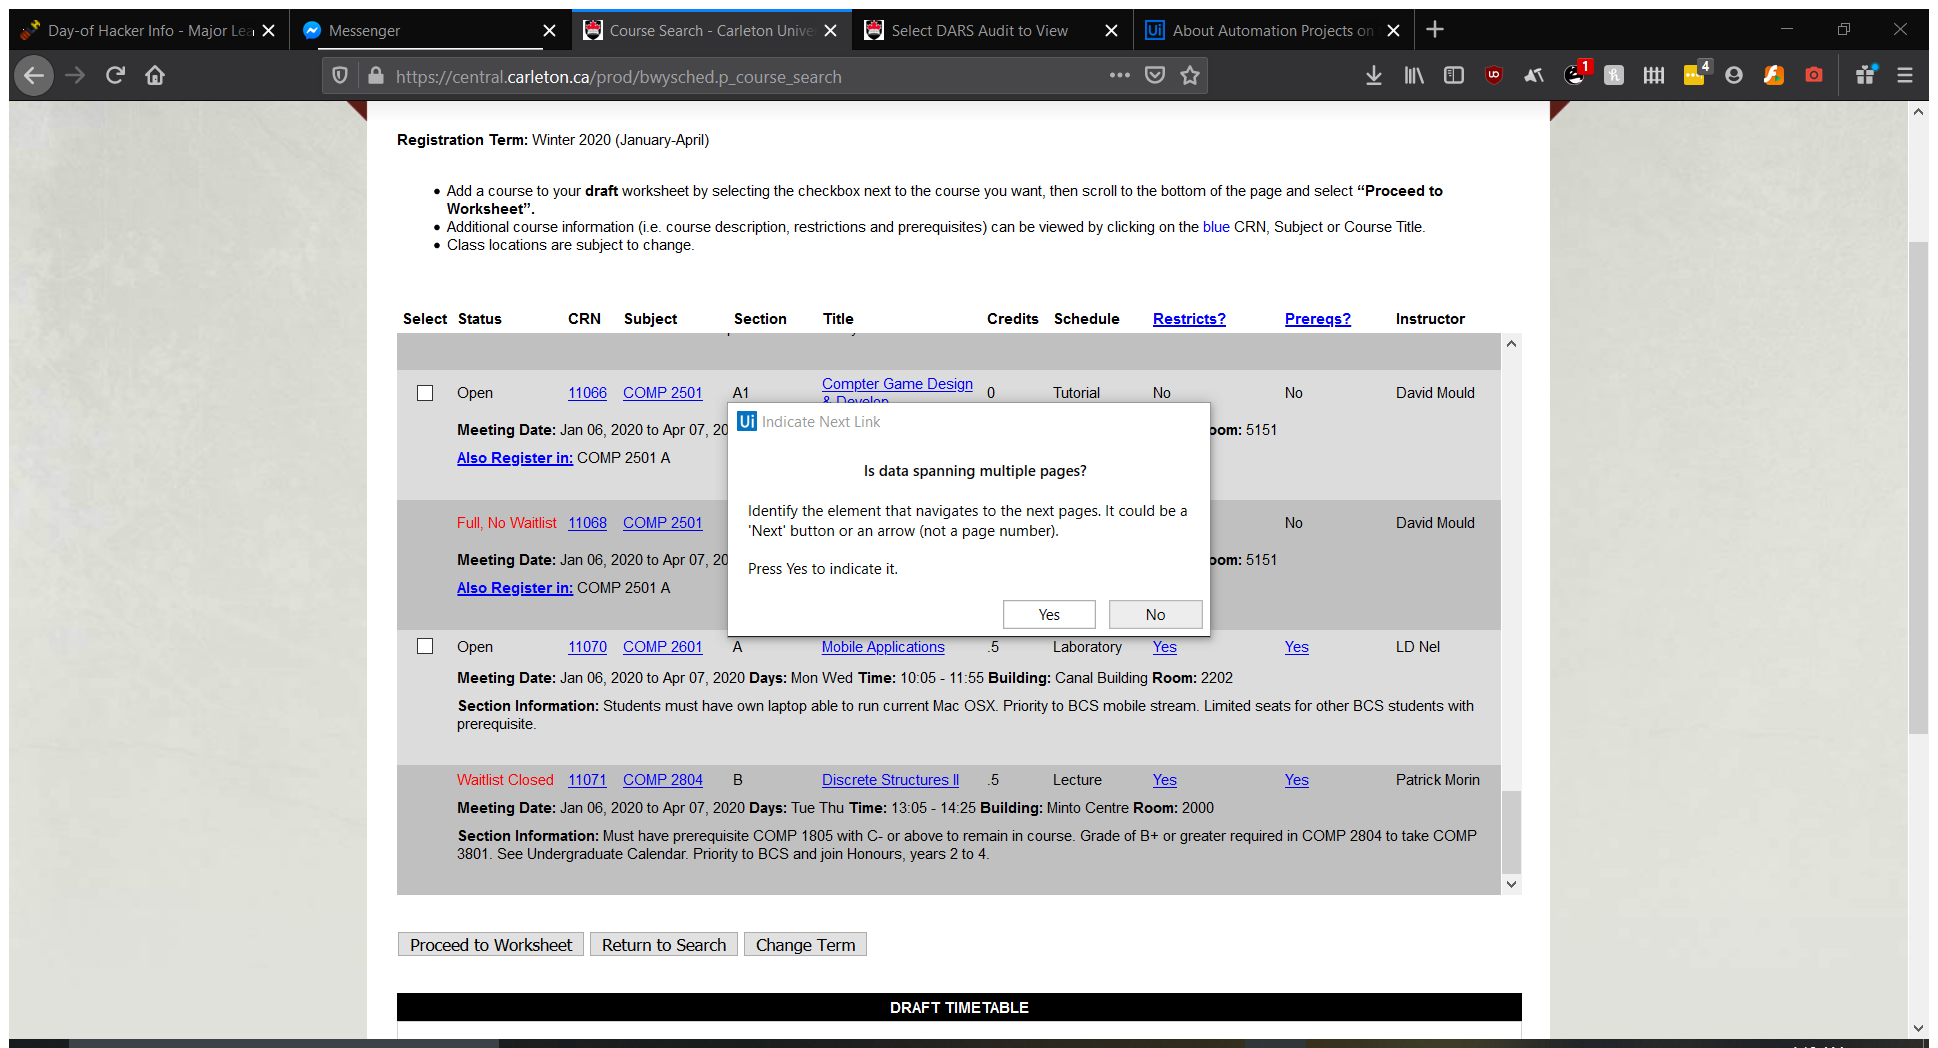 Day-of Hacker Info - Major Lea
Messenger
Course Search - Carleton Unive
Select DARS Audit to View
Ui About Automation Projects on
https://central.carleton.ca/prod/bwysched.p_course_search
1
4
Registration Term: Winter 2020 (January-April)
Add a course to your draft worksheet by selecting the checkbox next to the course you want, then scroll to the bottom of the page and select “Proceed to
Worksheet”.
Additional course information (i.e. course description, restrictions and prerequisites) can be viewed by clicking on the blue CRN, Subject or Course Title.
Class locations are subject to change.
Select Status CRN Subject Section Title Credits Schedule Restricts? Prereqs? Instructor
Open 11066 COMP 2501 A1 Compter Game Design & Develop 0 Tutorial No No David Mould
Meeting Date: Jan 06, 2020 to Apr 07, 20 oom: 5151
Also Register in: COMP 2501 A
Full, No Waitlist 11068 COMP 2501 No David Mould
Meeting Date: Jan 06, 2020 to Apr 07, 20 oom: 5151
Also Register in: COMP 2501 A
Ui Indicate Next Link
Is data spanning multiple pages?
Identify the element that navigates to the next pages. It could be a
'Next' button or an arrow (not a page number).
Press Yes to indicate it.
Yes No
Open 11070 COMP 2601 A Mobile Applications .5 Laboratory Yes Yes LD Nel
Meeting Date: Jan 06, 2020 to Apr 07, 2020 Days: Mon Wed Time: 10:05 - 11:55 Building: Canal Building Room: 2202
Section Information: Students must have own laptop able to run current Mac OSX. Priority to BCS mobile stream. Limited seats for other BCS students with
prerequisite.
Waitlist Closed 11071 COMP 2804 B Discrete Structures II .5 Lecture Yes Yes Patrick Morin
Meeting Date: Jan 06, 2020 to Apr 07, 2020 Days: Tue Thu Time: 13:05 - 14:25 Building: Minto Centre Room: 2000
Section Information: Must have prerequisite COMP 1805 with C- or above to remain in course. Grade of B+ or greater required in COMP 2804 to take COMP
3801. See Undergraduate Calendar. Priority to BCS and join Honours, years 2 to 4.
Proceed to Worksheet Return to Search Change Term
DRAFT TIMETABLE